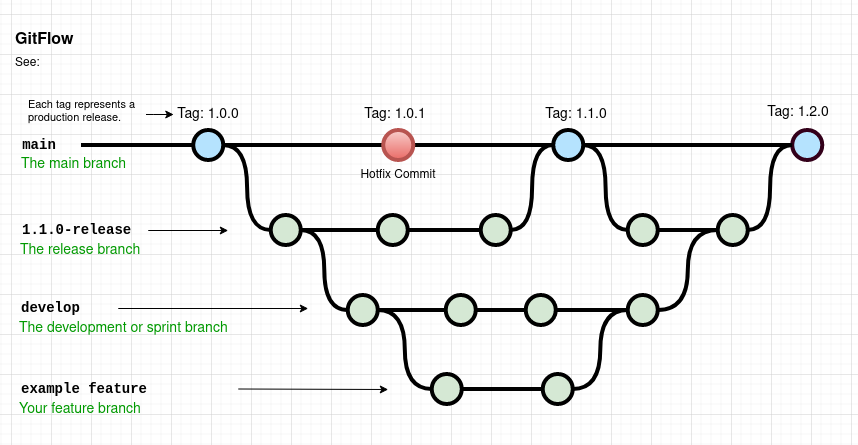 GitFlow
See:
Each tag represents a
production release.
Tag: 1.0.0
Tag: 1.0.1
Tag: 1.1.0
Tag: 1.2.0
main
The main branch
Hotfix Commit
1.1.0-release
The release branch
develop
The development or sprint branch
example feature
Your feature branch